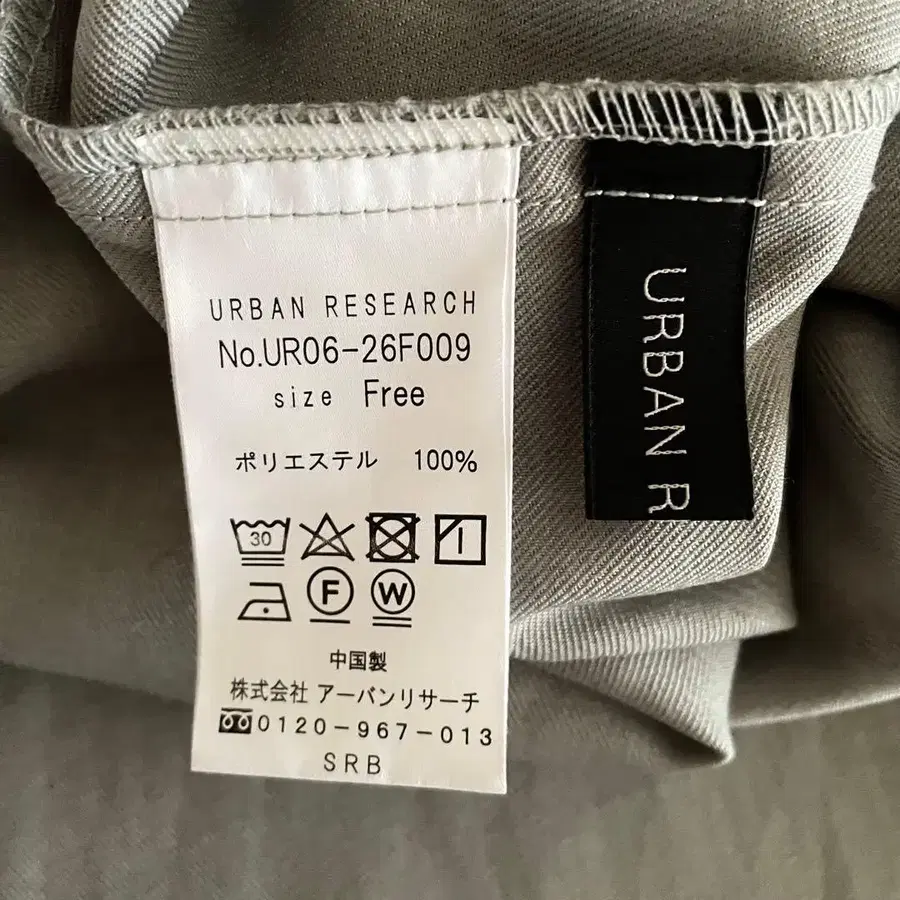 URBAN RESEARCH
No.UR06-26F009
size Free
ポリエステル 100%
30
F W
中国製
株式会社 アーバンリサーチ
0120-967-013
SRB
URBAN R